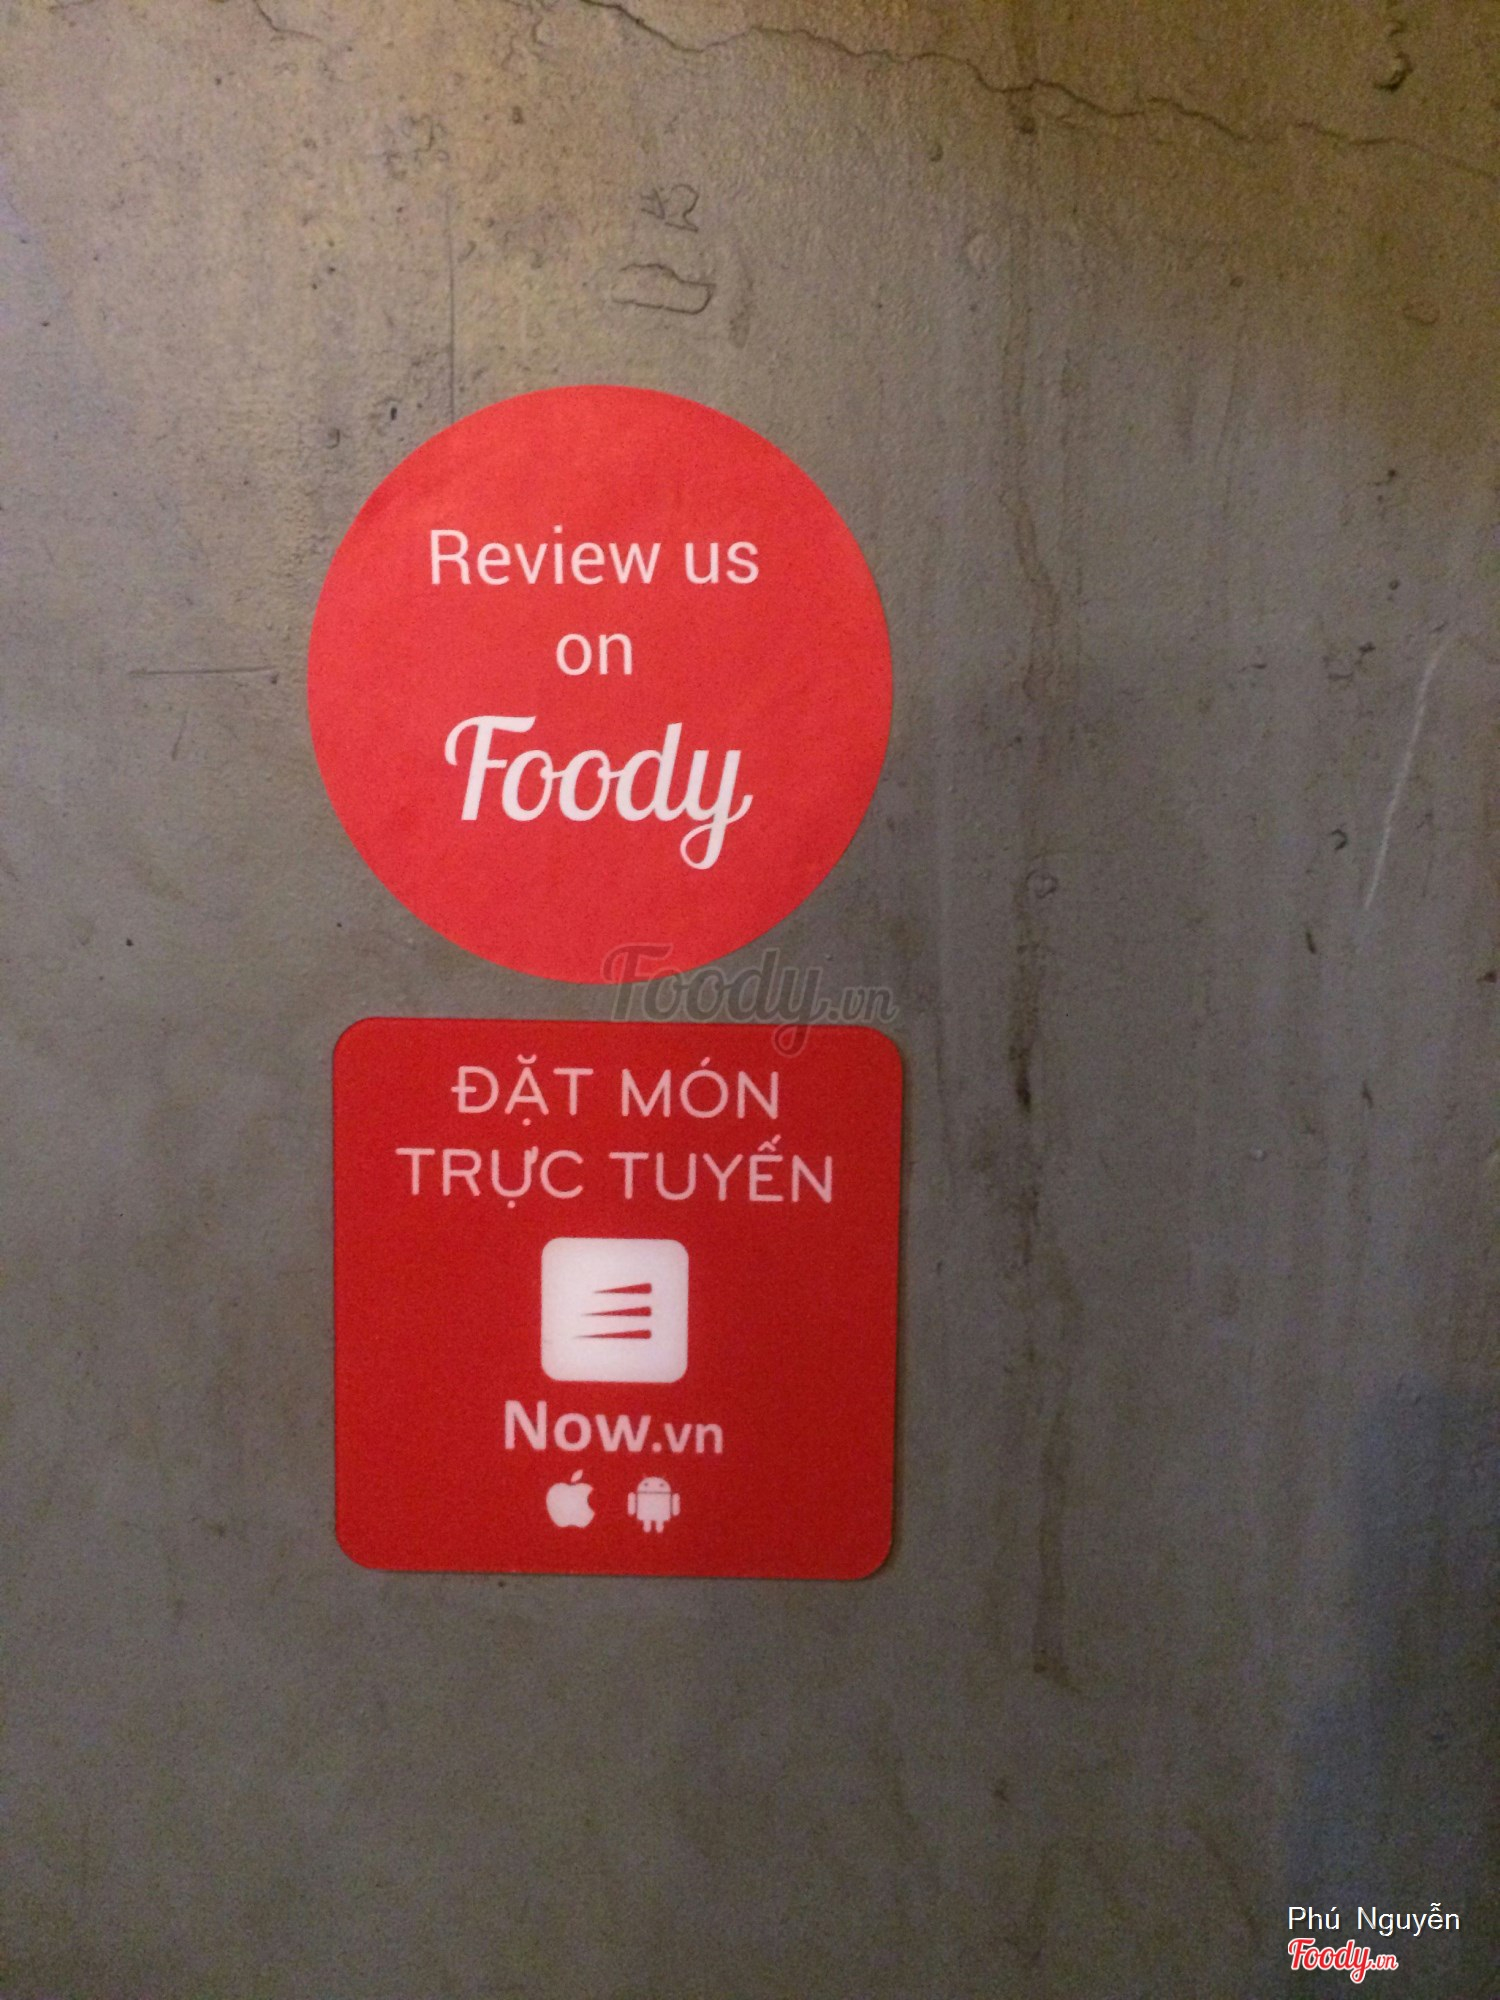 Review us
on
Foody
Foody.vn
ĐẶT MÓN
TRỰC TUYẾN
Now.vn
Phú Nguyễn
Foody.vn